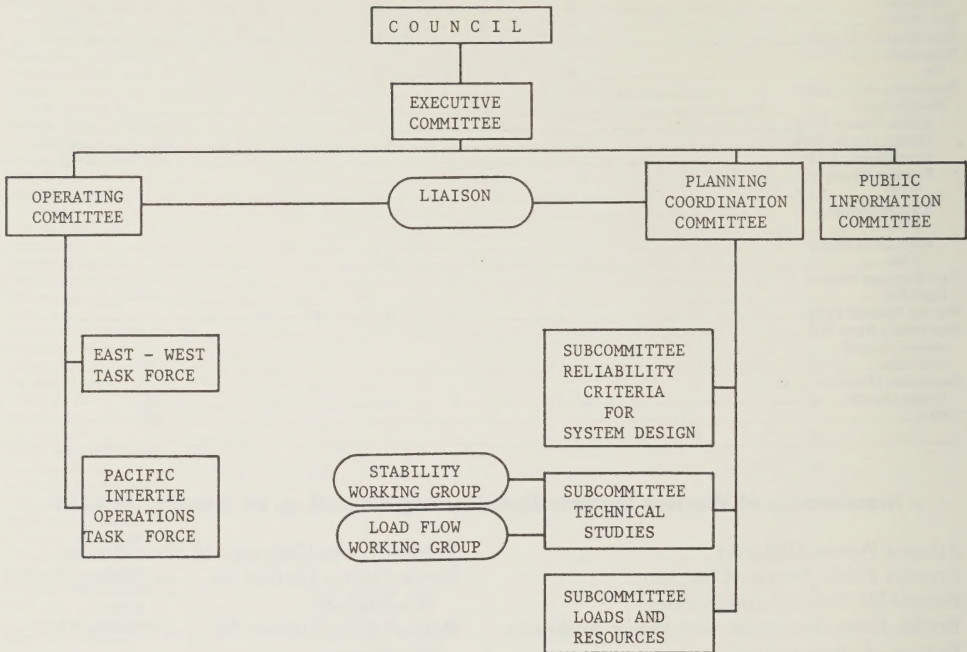 C O U N C I L
EXECUTIVE
COMMITTEE
OPERATING
COMMITTEE
LIAISON
PLANNING
COORDINATION
COMMITTEE
PUBLIC
INFORMATION
COMMITTEE
EAST - WEST
TASK FORCE
PACIFIC
INTERTIE
OPERATIONS
TASK FORCE
SUBCOMMITTEE
RELIABILITY
CRITERIA
FOR
SYSTEM DESIGN
STABILITY
WORKING GROUP
LOAD FLOW
WORKING GROUP
SUBCOMMITTEE
TECHNICAL
STUDIES
SUBCOMMITTEE
LOADS AND
RESOURCES